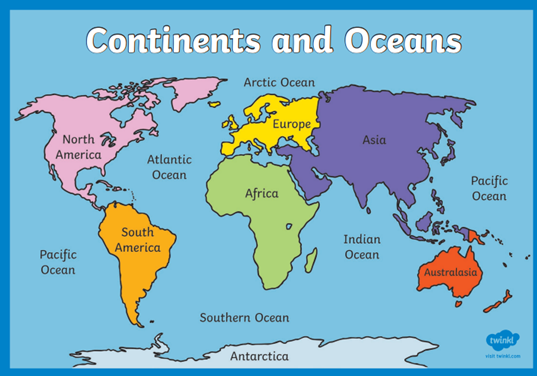 Continents and Oceans
Arctic Ocean
North
America
Europe
Asia
Atlantic
Ocean
Africa
Pacific
Ocean
South
America
Pacific
Ocean
Indian
Ocean
Australasia
Southern Ocean
Antarctica
twinkl
visit twinkl.com